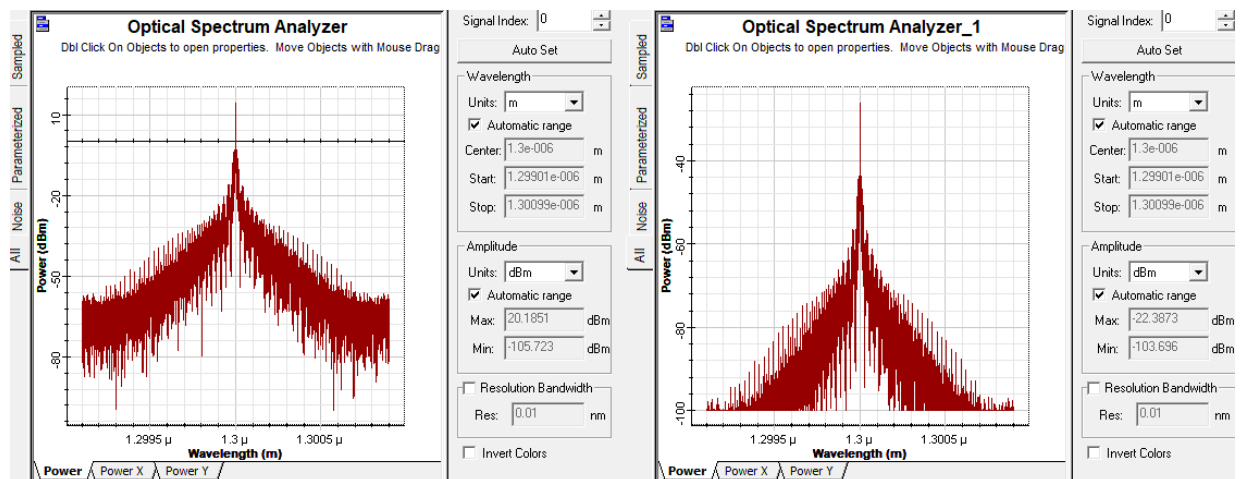 Optical Spectrum Analyzer
Dbl Click On Objects to open properties. Move Objects with Mouse Drag
Sampled
Parameterized
Noise
All
Power (dBm)
10
-20
-50
-80
1.2995 µ
1.3 µ
1.3005 µ
Wavelength (m)
Power
Power X
Power Y
Signal Index: 0
Auto Set
Wavelength
Units: m
Automatic range
Center: 1.3e-006 m
Start: 1.29901e-006 m
Stop: 1.30099e-006 m
Amplitude
Units: dBm
Automatic range
Max: 20.1851 dBm
Min: -105.723 dBm
Resolution Bandwidth
Res: 0.01 nm
Invert Colors
Optical Spectrum Analyzer_1
Dbl Click On Objects to open properties. Move Objects with Mouse Drag
Sampled
Parameterized
Noise
All
Power (dBm)
-40
-60
-80
-100
1.2995 µ
1.3 µ
1.3005 µ
Wavelength (m)
Power
Power X
Power Y
Signal Index: 0
Auto Set
Wavelength
Units: m
Automatic range
Center: 1.3e-006 m
Start: 1.29901e-006 m
Stop: 1.30099e-006 m
Amplitude
Units: dBm
Automatic range
Max: -22.3873 dBm
Min: -103.696 dBm
Resolution Bandwidth
Res: 0.01 nm
Invert Colors